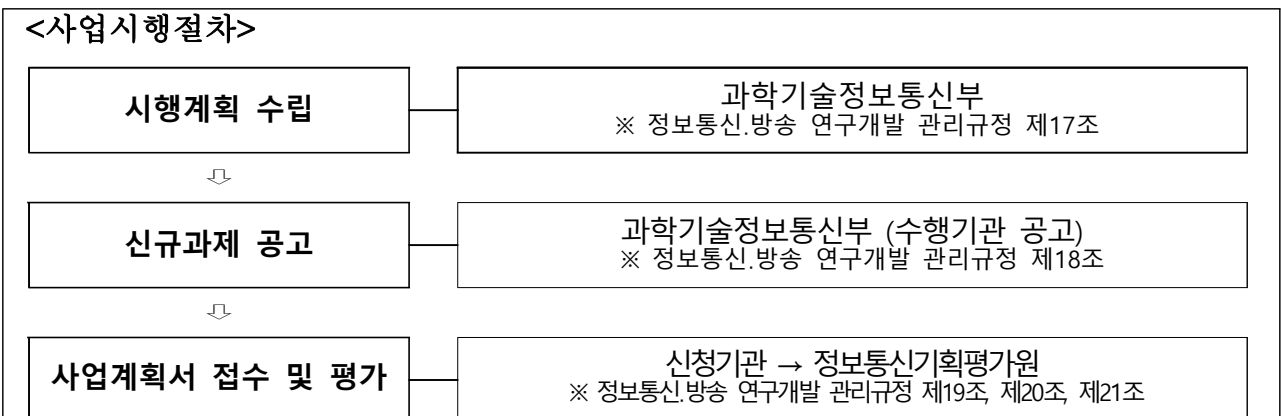 <사업시행절차>
시행계획 수립
과학기술정보통신부
※ 정보통신.방송 연구개발 관리규정 제17조
신규과제 공고
과학기술정보통신부 (수행기관 공고)
※ 정보통신.방송 연구개발 관리규정 제18조
사업계획서 접수 및 평가
신청기관 → 정보통신기획평가원
※ 정보통신.방송 연구개발 관리규정 제19조, 제20조, 제21조